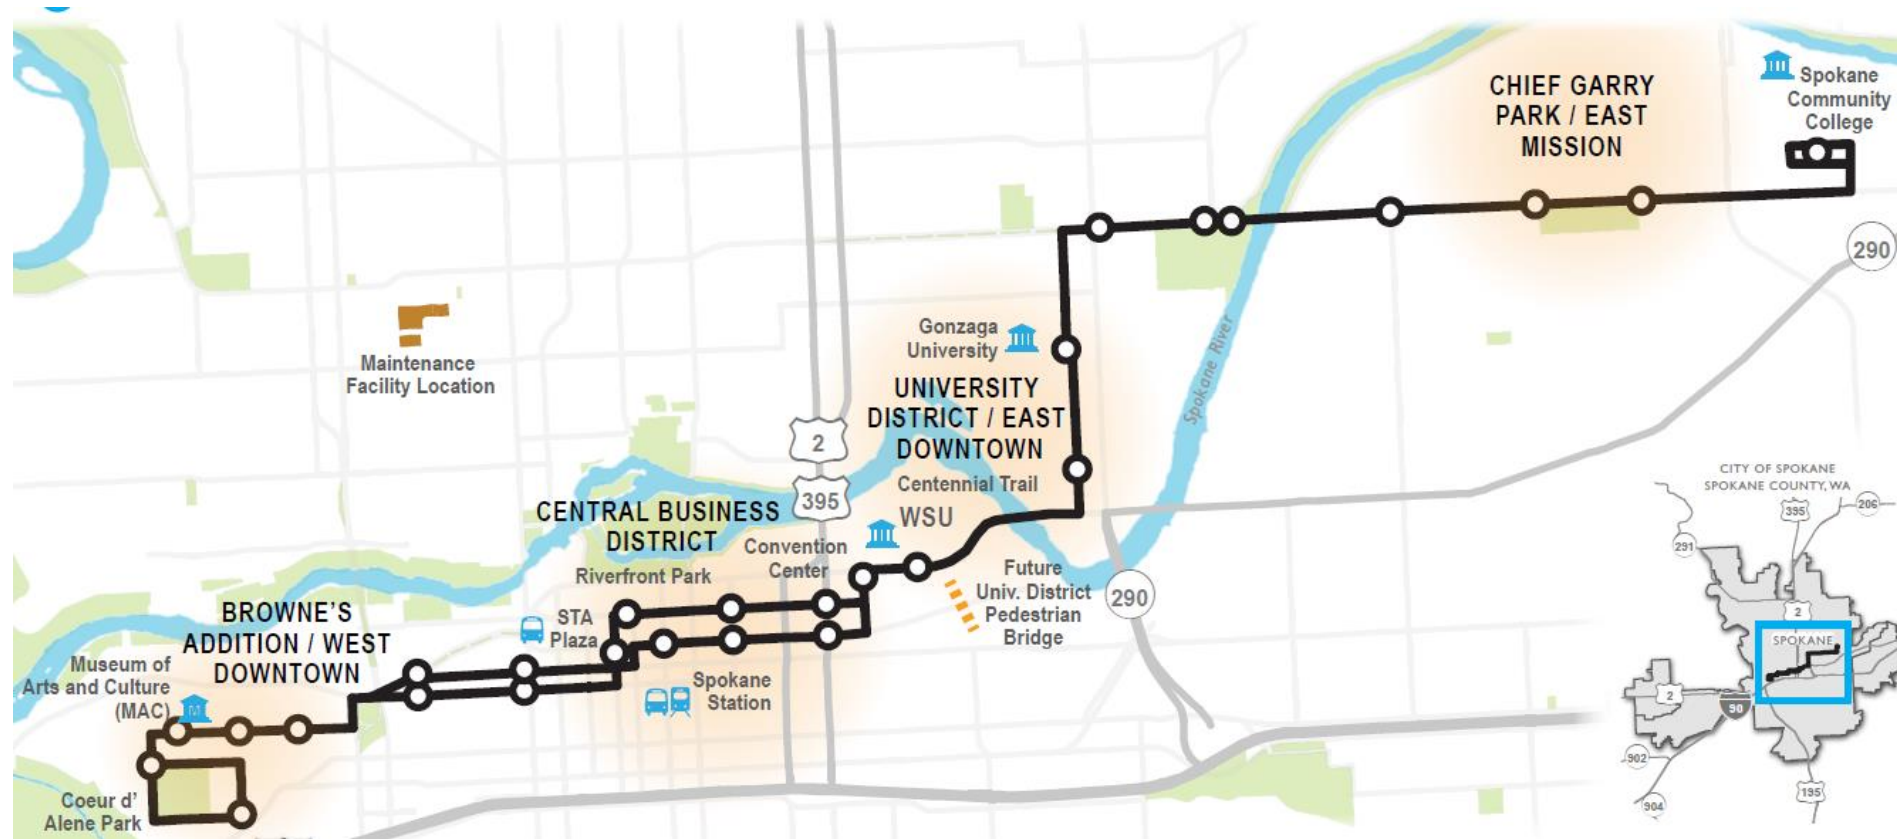 CHIEF GARRY
PARK / EAST
MISSION
Spokane
Community
College
290
Gonzaga
University
Spokane River
Maintenance
Facility Location
UNIVERSITY
DISTRICT / EAST
DOWNTOWN
2
395
Centennial Trail
WSU
CENTRAL BUSINESS
DISTRICT
Convention
Center
Riverfront Park
Future
Univ. District
Pedestrian
Bridge
290
STA
Plaza
BROWNE'S
ADDITION / WEST
DOWNTOWN
Museum of
Arts and Culture
(MAC)
M
Spokane
Station
Coeur d'
Alene Park
CITY OF SPOKANE
SPOKANE COUNTY, WA
395
206
291
2
SPOKANE
2
90
902
904
195